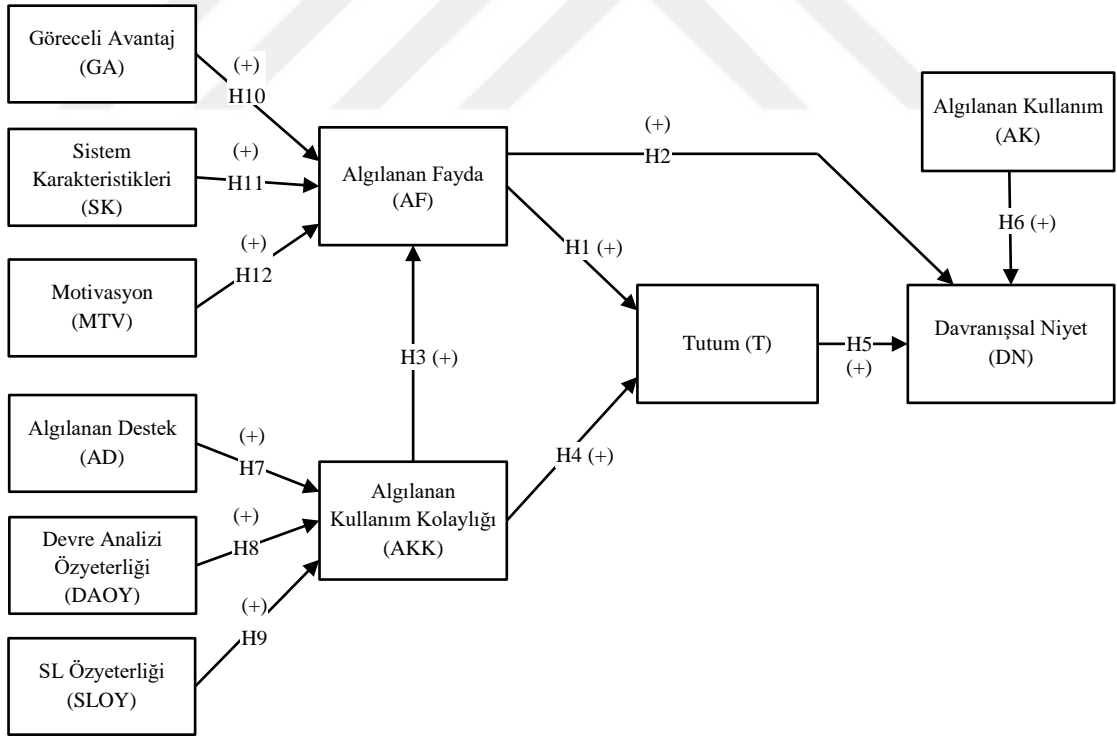 Göreceli Avantaj
(GA)
(+)
H10
Sistem
Karakteristikleri
(SK)
(+)
H11
Motivasyon
(MTV)
(+)
H12
Algılanan Fayda
(AF)
(+)
H2
Algılanan Kullanım
(AK)
H6 (+)
H1 (+)
H3 (+)
Tutum (T)
H5
(+)
Davranışsal Niyet
(DN)
H4 (+)
Algılanan Destek
(AD)
(+)
H7
Devre Analizi
Özyeterliği
(DAOY)
(+)
H8
Algılanan
Kullanım Kolaylığı
(AKK)
SL Özyeterliği
(SLOY)
(+)
H9